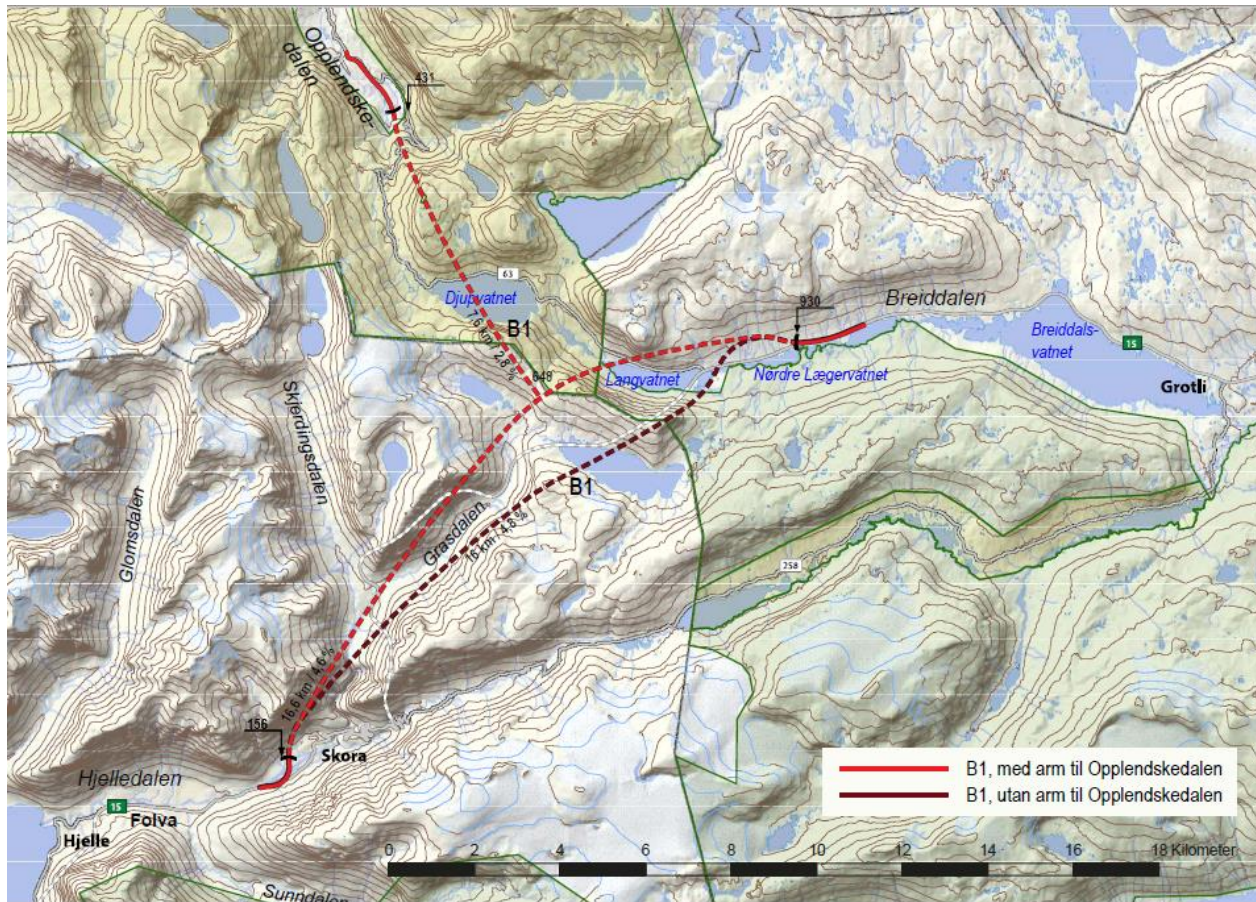 Opplendske-
dalen
431
63
Djupvatnet
7,6 km - 2,8 %
B1
648
930
Breiddalen
Breiddals-
vatnet
15
Langvatnet
Nørdre Lægervatnet
Grotli
Skjerdingsdalen
Glomsdalen
Grasdalen
B1
16 km - 4,8 %
258
16,6 km - 4,6 %
156
Skora
Hjelledalen
15
Folva
Hjelle
Sunndalen
B1, med arm til Opplendskedalen
B1, utan arm til Opplendskedalen
0 2 4 6 8 10 12 14 16 18 Kilometer